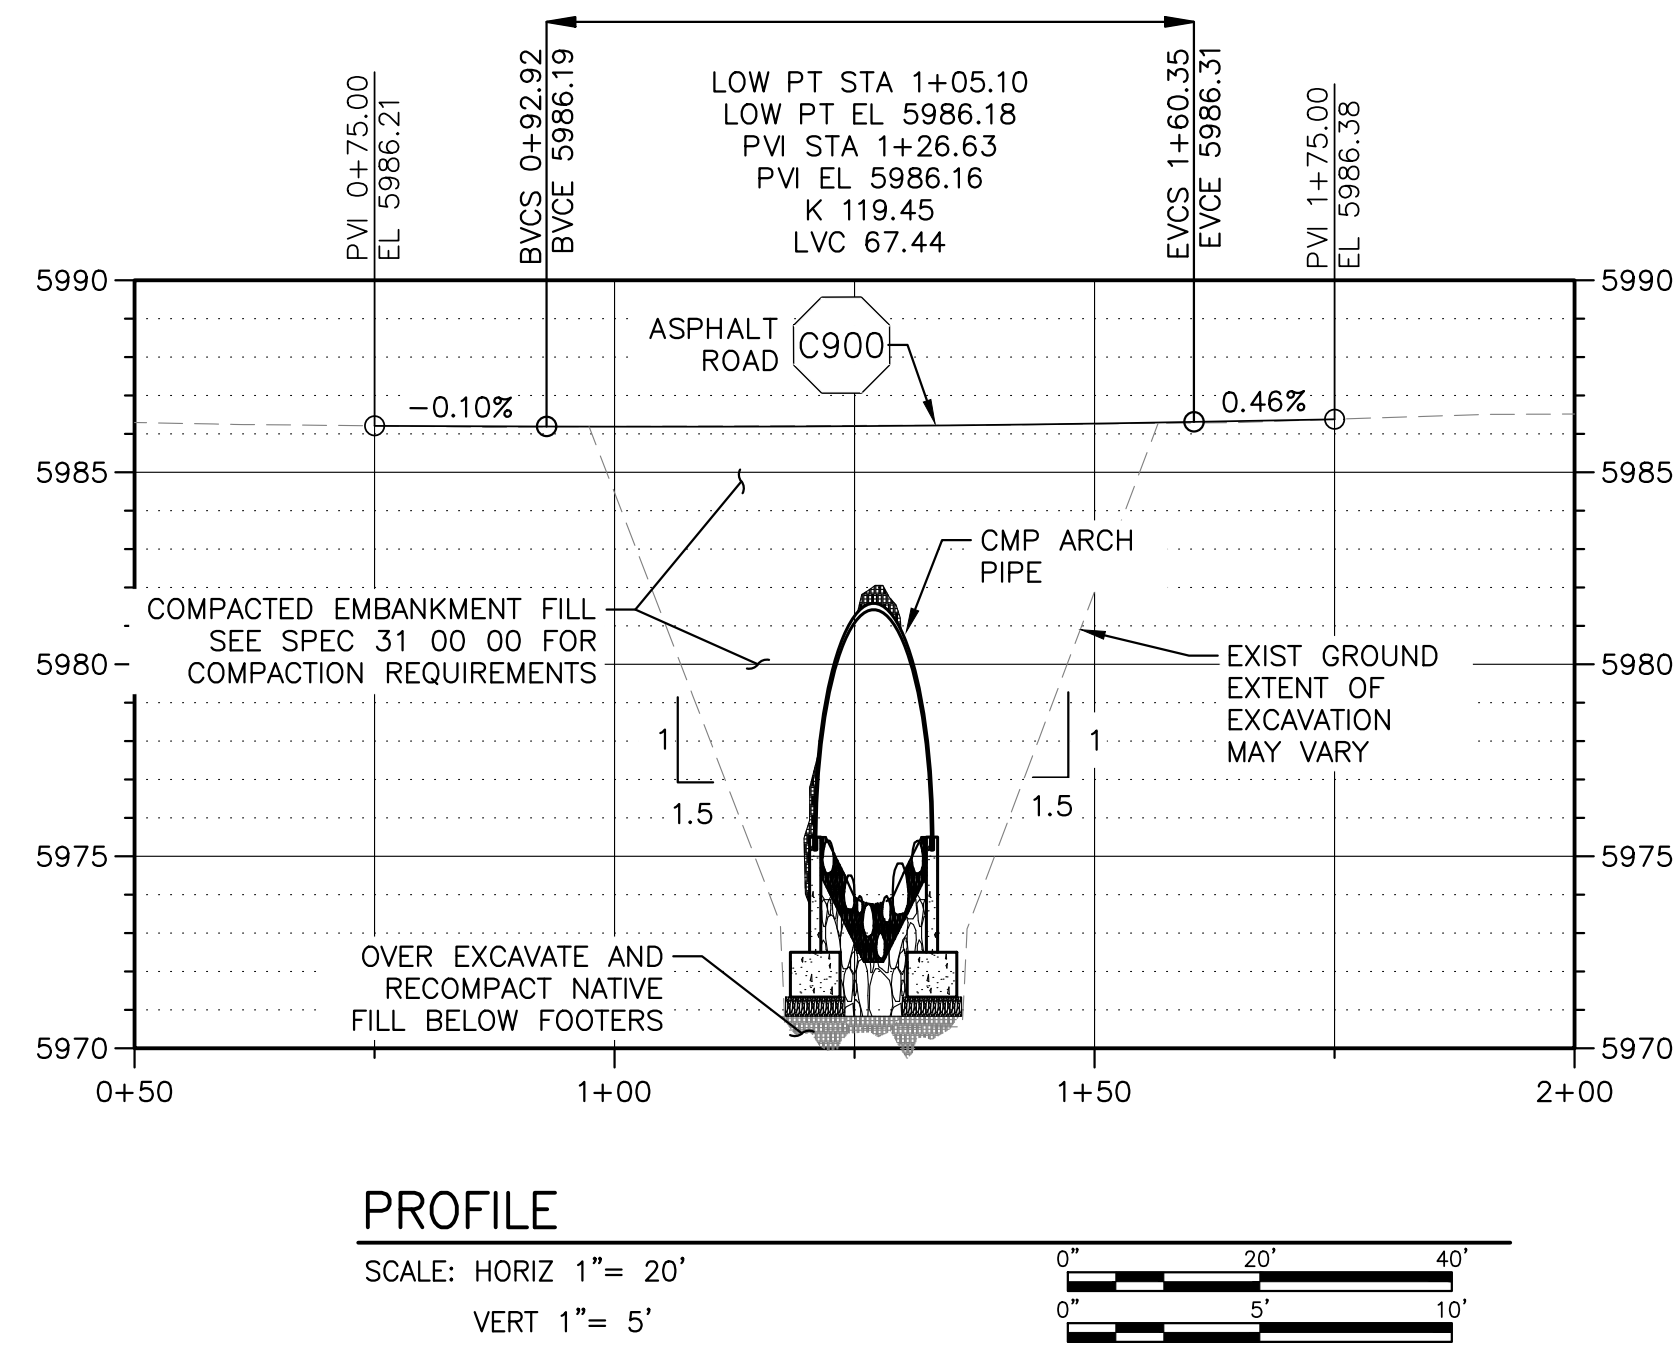 PVI 0+75.00
EL 5986.21
BVCS 0+92.92
BVCE 5986.19
LOW PT STA 1+05.10
LOW PT EL 5986.18
PVI STA 1+26.63
PVI EL 5986.16
K 119.45
LVC 67.44
EVCS 1+60.35
EVCE 5986.31
PVI 1+75.00
EL 5986.38
5990
5990
ASPHALT
ROAD
C900
-0.10%
0.46%
5985
5985
CMP ARCH
PIPE
COMPACTED EMBANKMENT FILL
SEE SPEC 31 00 00 FOR
COMPACTION REQUIREMENTS
5980
5980
EXIST GROUND
EXTENT OF
EXCAVATION
MAY VARY
1
1.5
1
1.5
5975
5975
OVER EXCAVATE AND
RECOMPACT NATIVE
FILL BELOW FOOTERS
5970
5970
0+50
1+00
1+50
2+00
PROFILE
SCALE: HORIZ 1"= 20'
VERT 1"= 5'
0" 20' 40'
0" 5' 10'